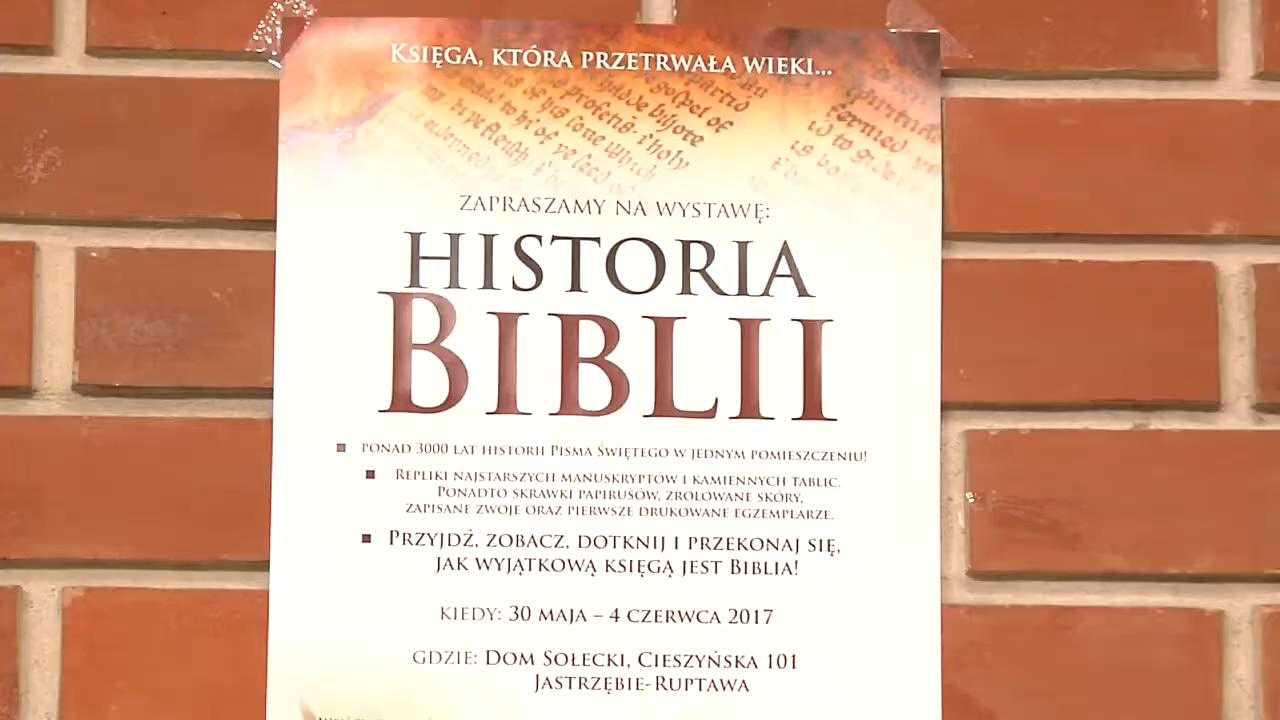 KSIĘGA, KTÓRA PRZETRWAŁA WIEKI...
ZAPRASZAMY NA WYSTAWĘ:
HISTORIA
BIBLII
PONAD 3000 LAT HISTORII PISMA ŚWIĘTEGO W JEDNYM POMIESZCZENIU!
REPLIKI NAJSTARSZYCH MANUSKRYPTÓW I KAMIENNYCH TABLIC.
PONADTO SKRAWKI PAPIRUSÓW, ZROLOWANE SKÓRY,
ZAPISANE ZWOJE ORAZ PIERWSZE DRUKOWANE EGZEMPLARZE.
PRZYJDŹ, ZOBACZ, DOTKNIJ I PRZEKONAJ SIĘ,
JAK WYJĄTKOWĄ KSIĘGĄ JEST BIBLIA!
KIEDY: 30 MAJA – 4 CZERWCA 2017
GDZIE: DOM SOŁECKI, CIESZYŃSKA 101
JASTRZĘBIE-RUPTAWA